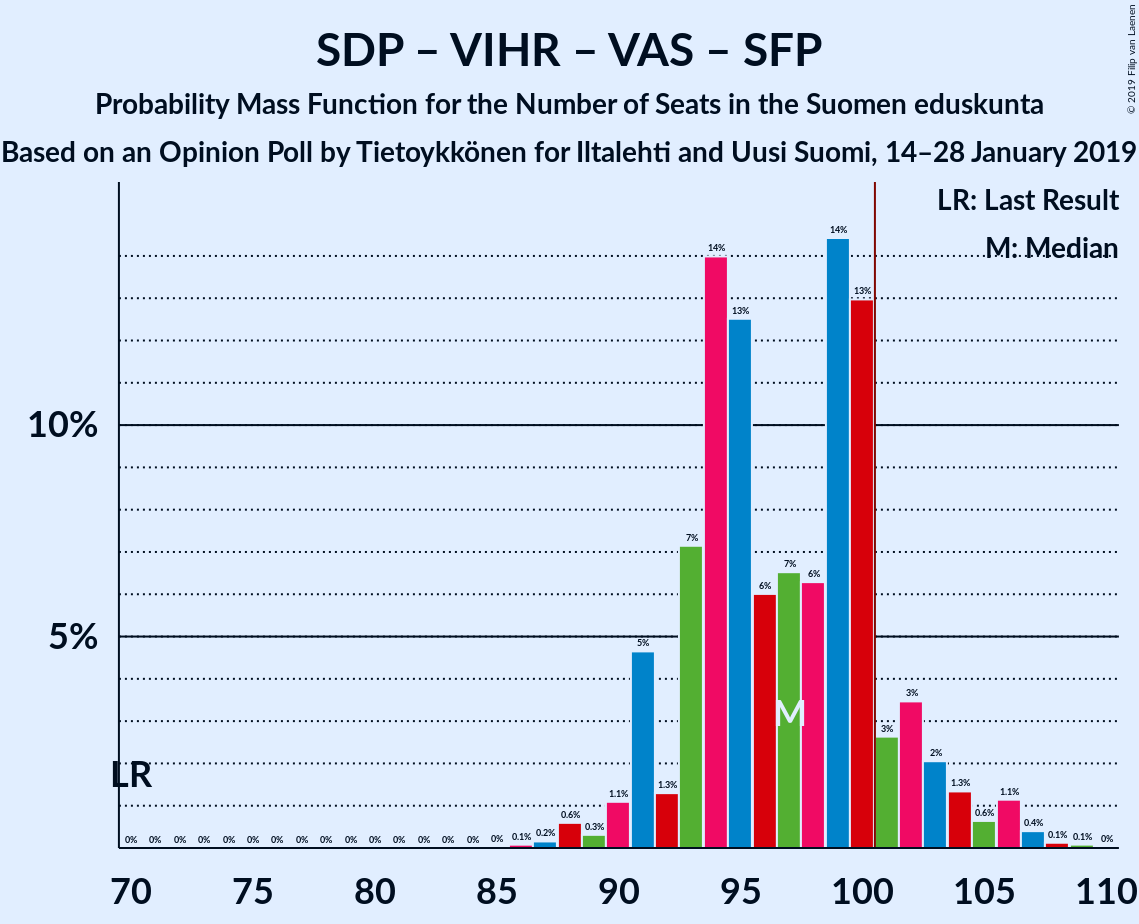 SDP – VIHR – VAS – SFP
Probability Mass Function for the Number of Seats in the Suomen eduskunta
Based on an Opinion Poll by Tietoykkönen for Iltalehti and Uusi Suomi, 14–28 January 2019
© 2019 Filip van Laenen
LR: Last Result
M: Median
14%
14%
13%
13%
10%
7%
7%
6%
6%
5%
5%
M
3%
3%
2%
LR
1.3%
1.3%
1.1%
1.1%
0.6%
0.6%
0.3%
0.4%
0% 0% 0% 0% 0% 0% 0% 0% 0% 0% 0% 0% 0% 0% 0% 0% 0.1% 0.2% 0.1% 0.1% 0%
70 75 80 85 90 95 100 105 110